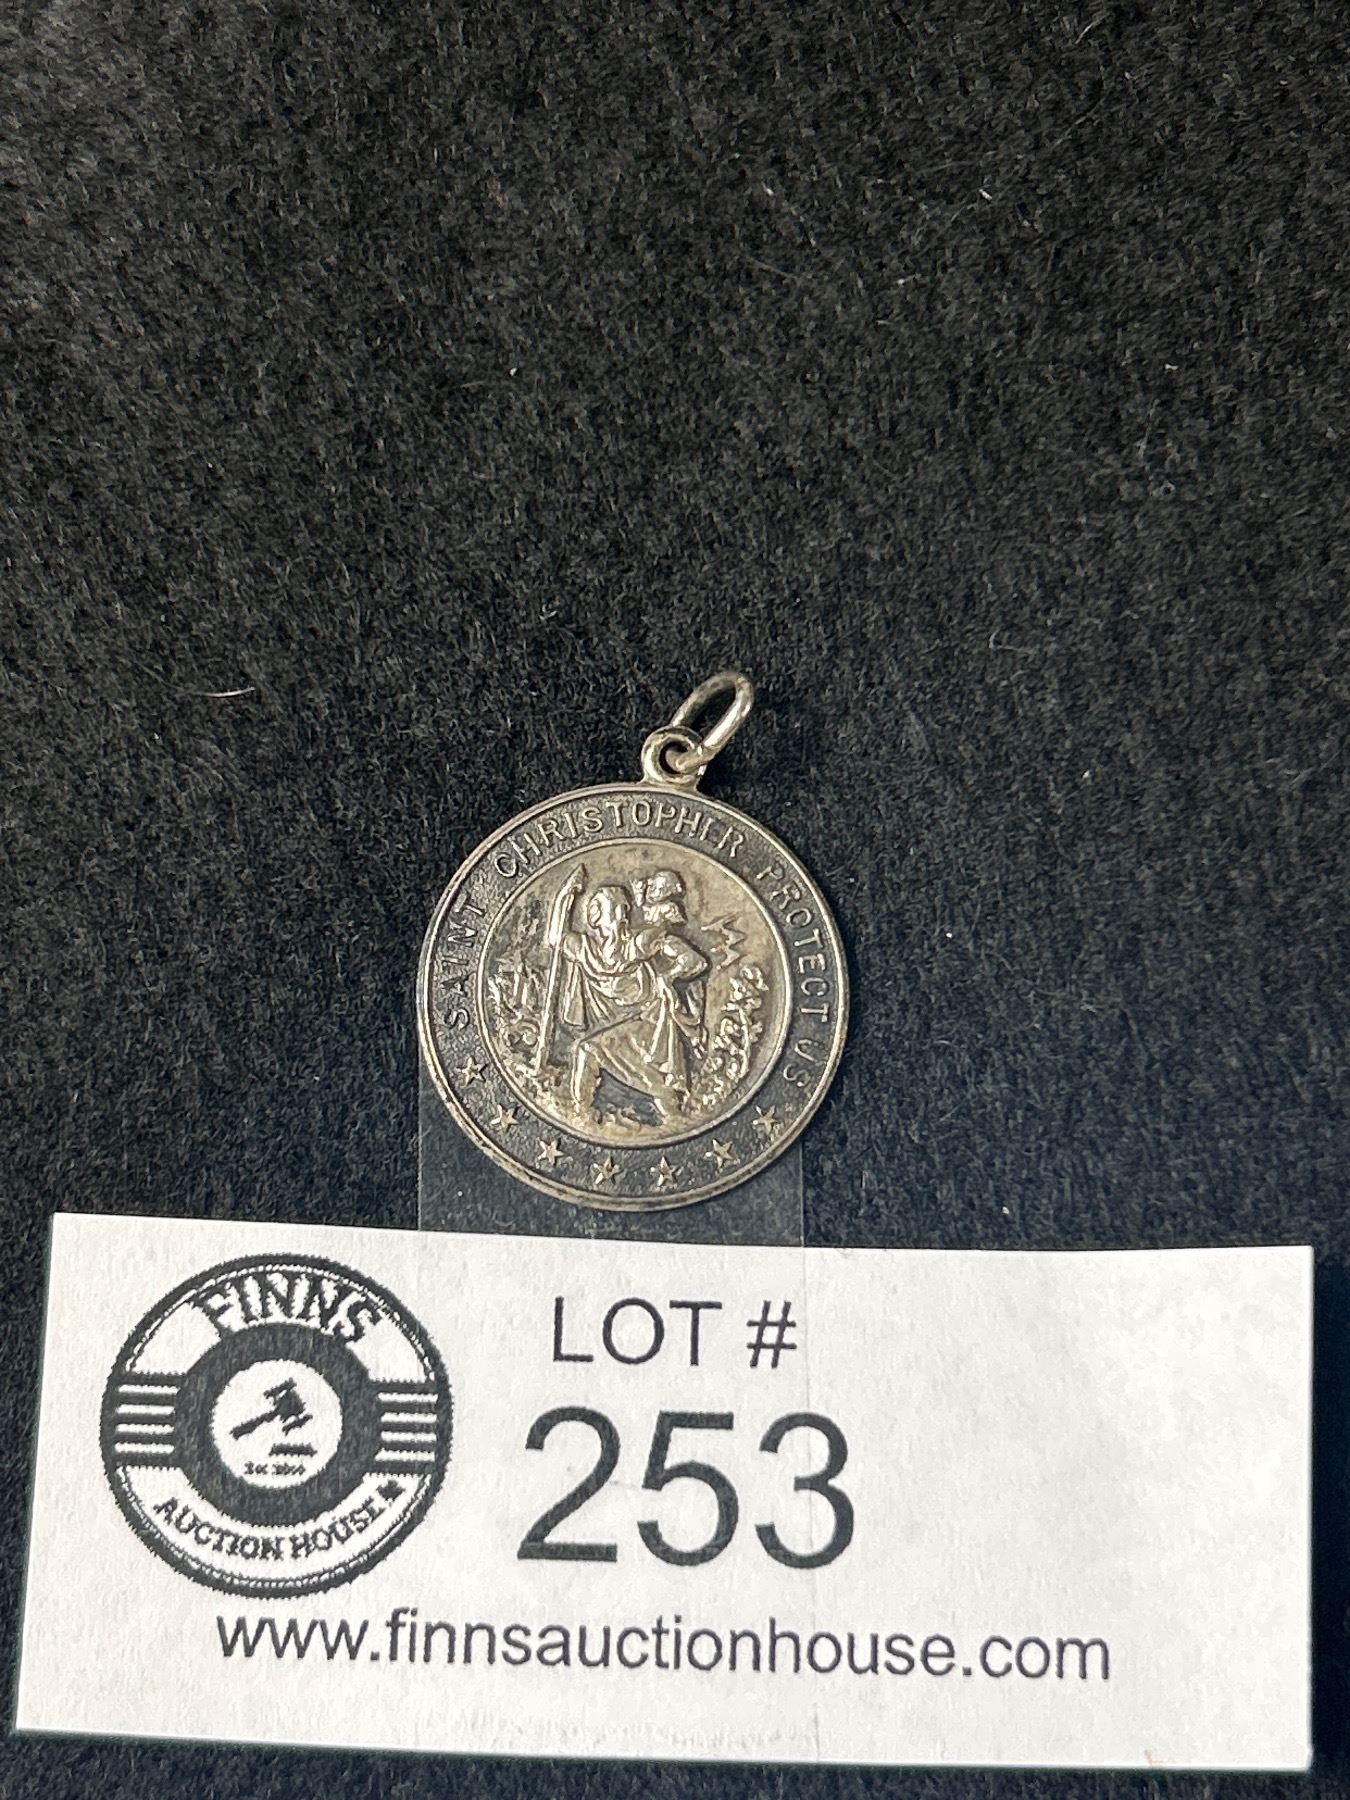 SAINT CHRISTOPHER PROTECT US
FINNS
AUCTION HOUSE
LOT #
253
www.finnsauctionhouse.com